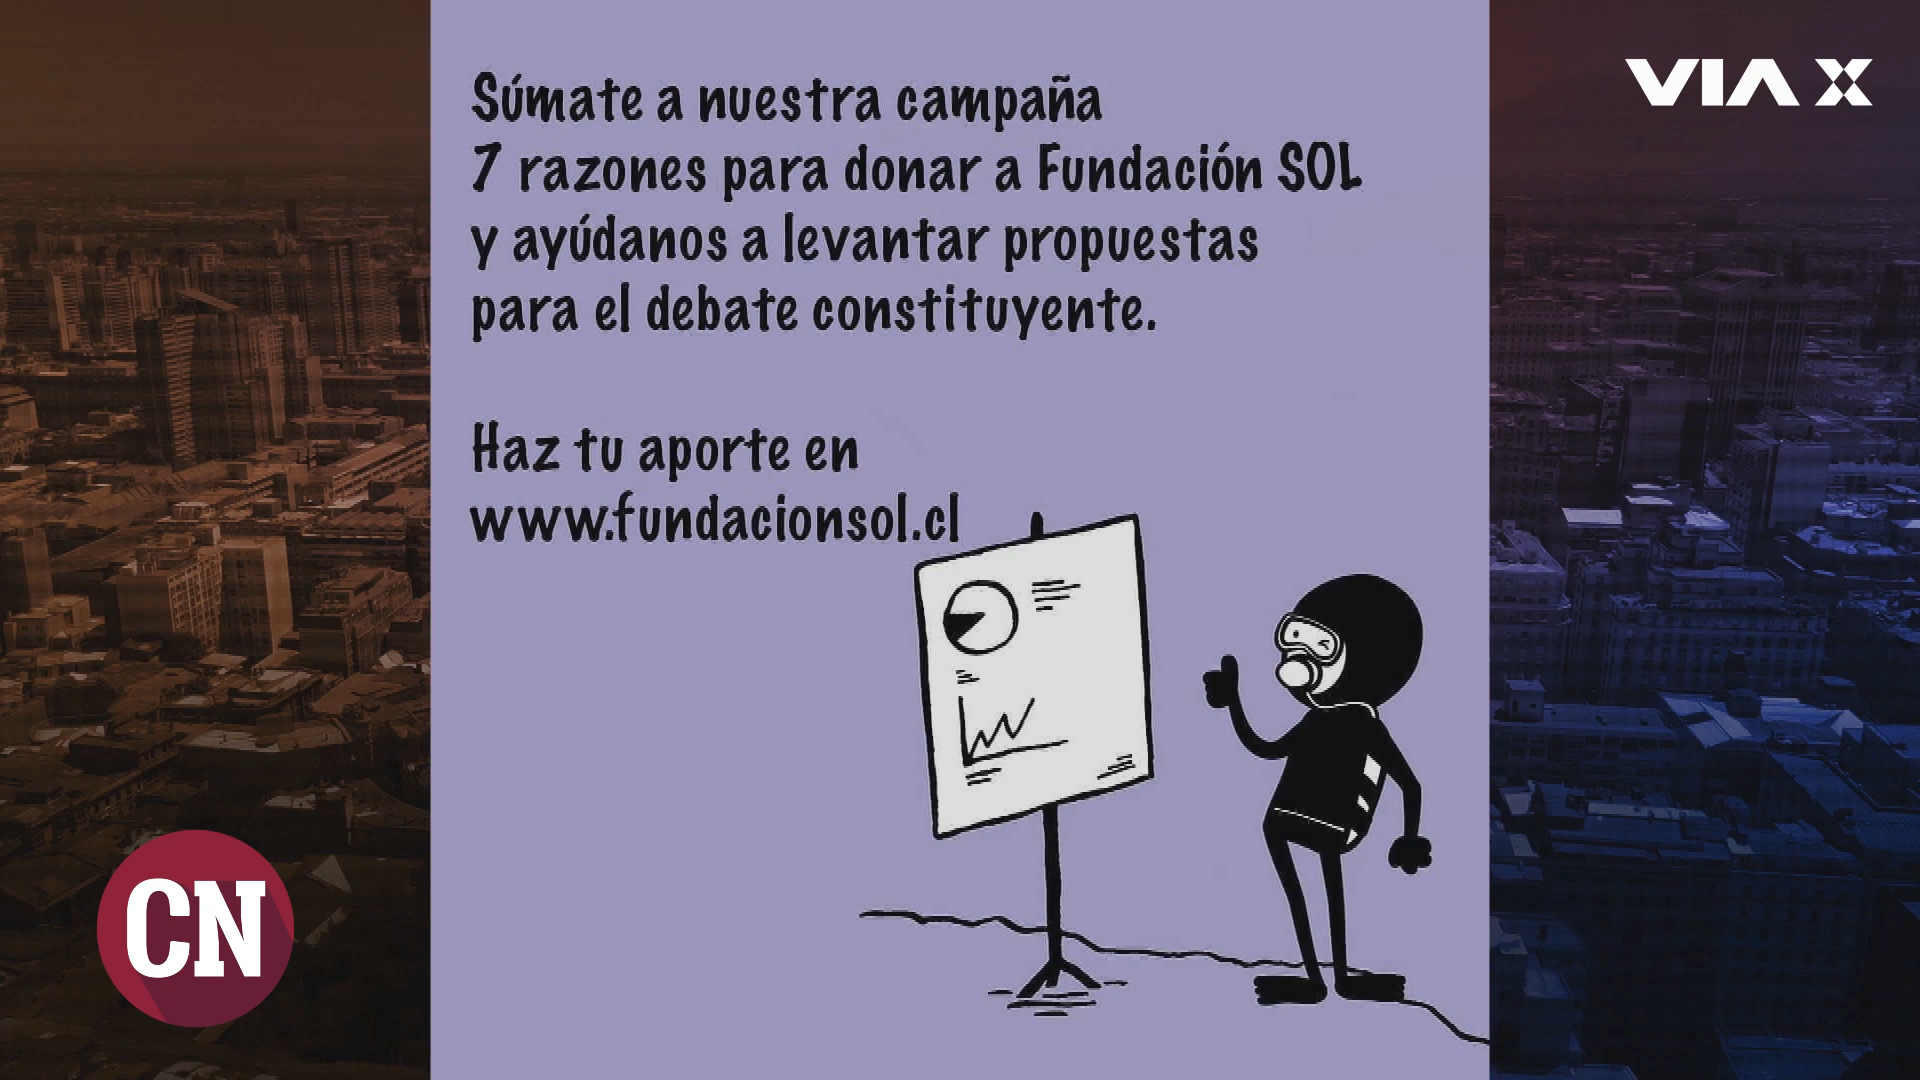 Súmate a nuestra campaña
7 razones para donar a Fundación SOL
y ayúdanos a levantar propuestas
para el debate constituyente.
Haz tu aporte en
www.fundacionsol.cl
VIA X
CN